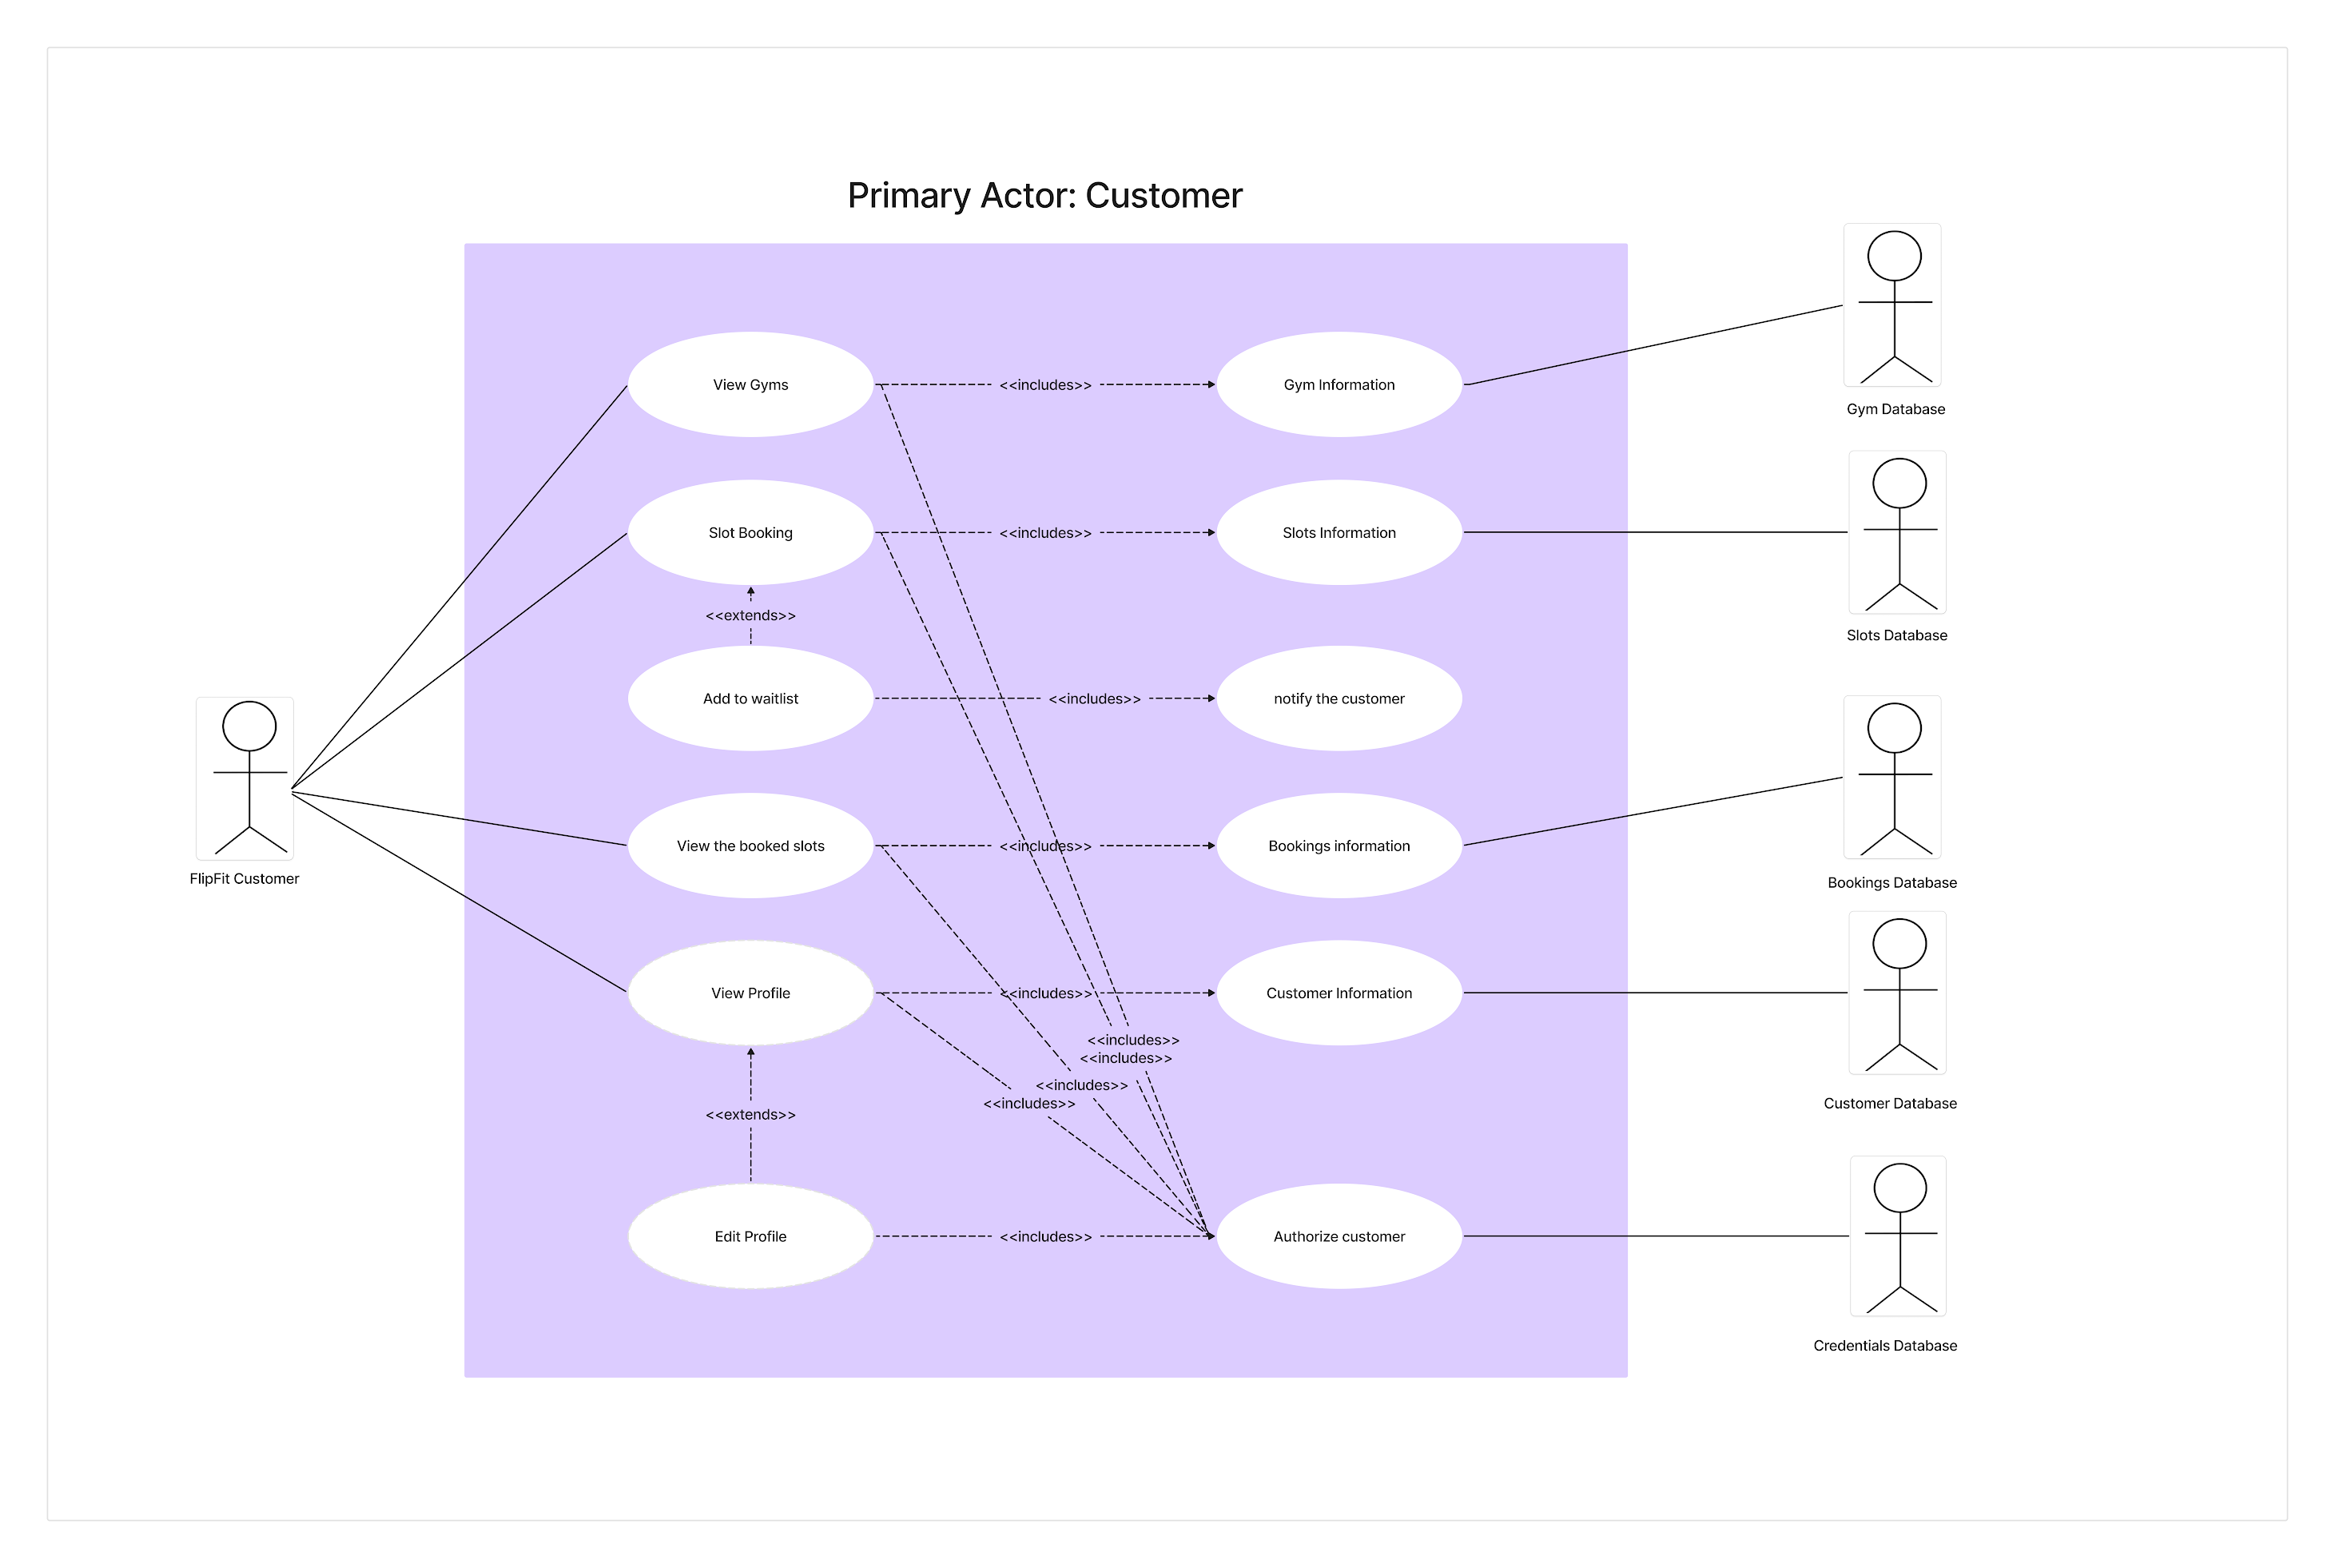 Primary Actor: Customer
View Gyms
<<includes>>
Gym Information
Gym Database
Slot Booking
<<includes>>
Slots Information
<<extends>>
Slots Database
Add to waitlist
<<includes>>
notify the customer
View the booked slots
<<includes>>
Bookings information
FlipFit Customer
Bookings Database
View Profile
<<includes>>
Customer Information
<<includes>>
<<includes>>
<<includes>>
<<includes>>
Customer Database
<<extends>>
Edit Profile
<<includes>>
Authorize customer
Credentials Database